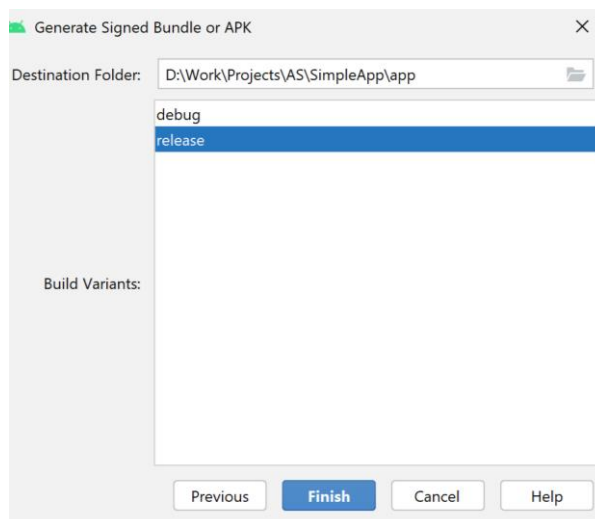 Generate Signed Bundle or APK
Destination Folder: D:\Work\Projects\AS\SimpleApp\app
debug
release
Build Variants:
Previous Finish Cancel Help